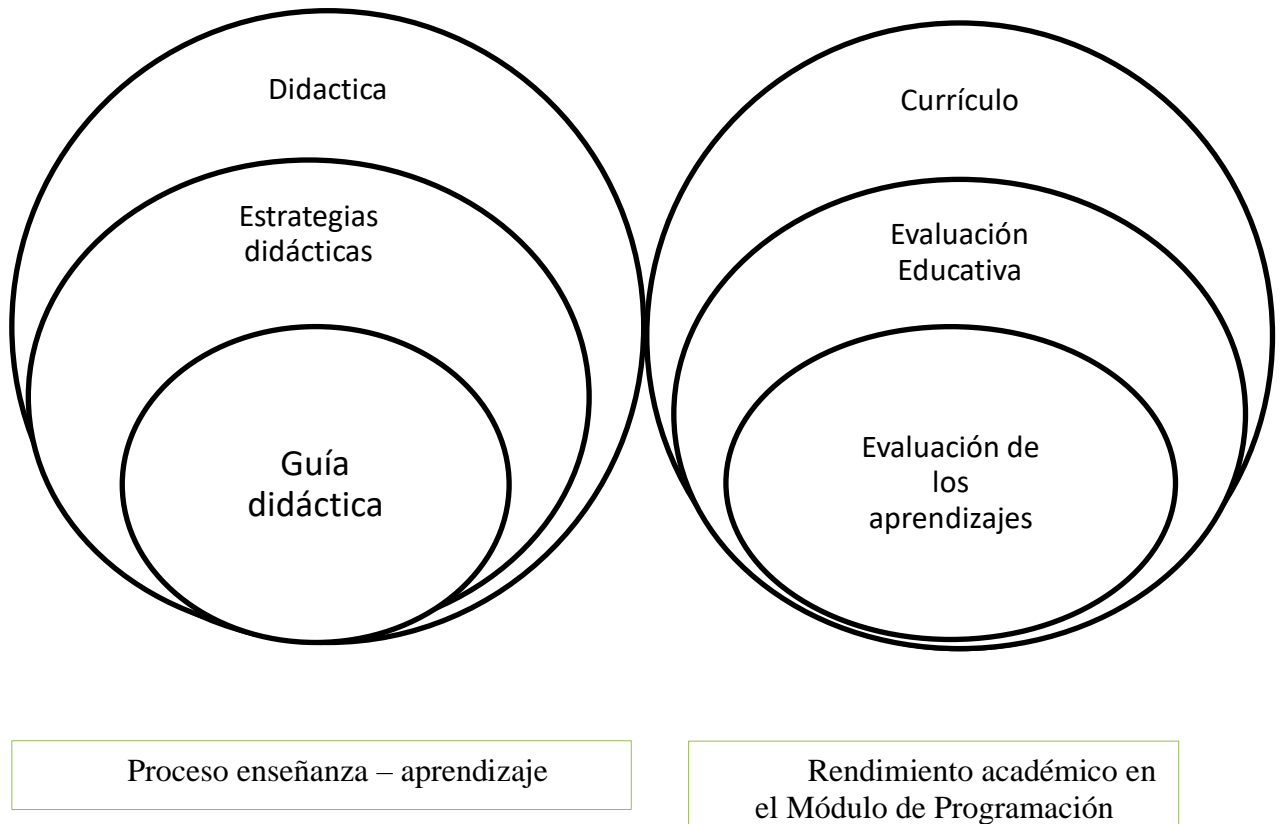 Didactica
Estrategias
didácticas
Guía
didáctica
Currículo
Evaluación
Educativa
Evaluación de
los
aprendizajes
Proceso enseñanza – aprendizaje
Rendimiento académico en
el Módulo de Programación